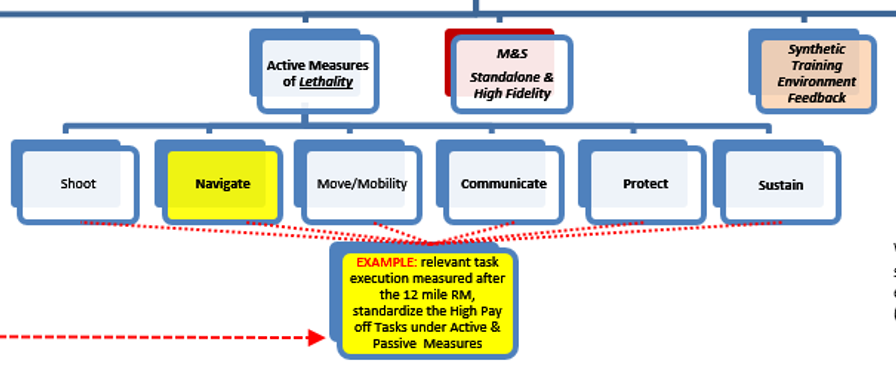 Active Measures
of Lethality
M&S
Standalone &
High Fidelity
Synthetic
Training
Environment
Feedback
Shoot
Navigate
Move/Mobility
Communicate
Protect
Sustain
EXAMPLE: relevant task
execution measured after
the 12 mile RM,
standardize the High Pay
off Tasks under Active &
Passive Measures